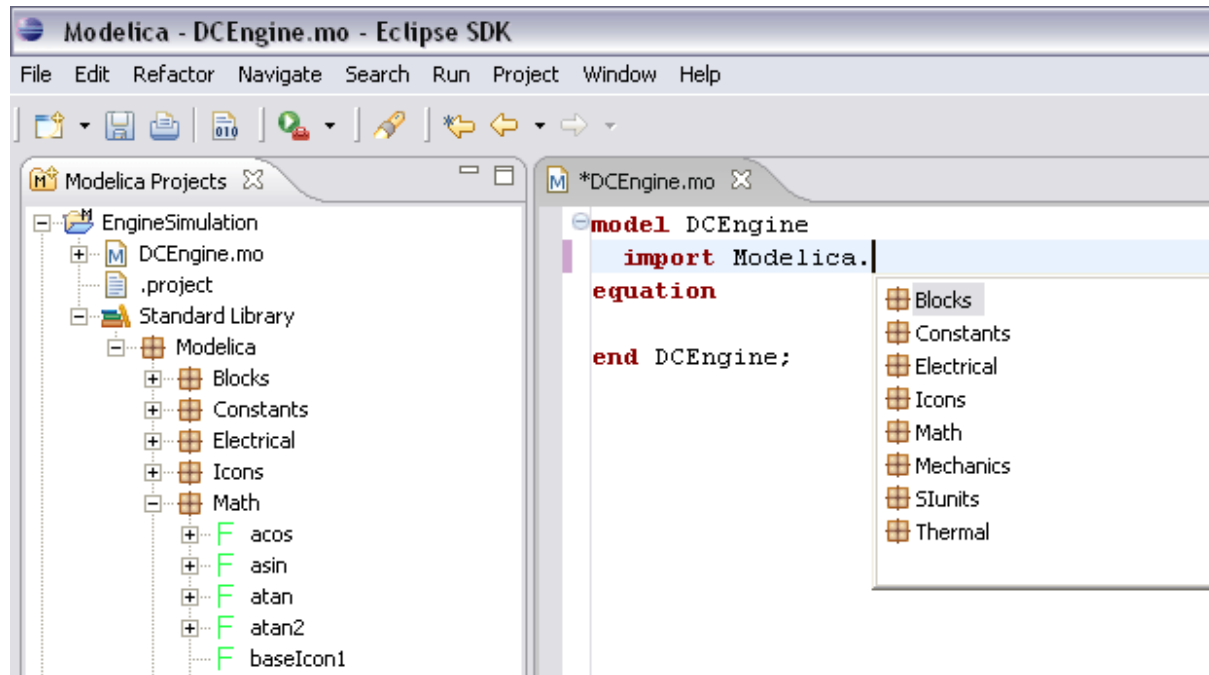 Modelica - DCEngine.mo - Eclipse SDK
File Edit Refactor Navigate Search Run Project Window Help
010
Modelica Projects
EngineSimulation
DCEngine.mo
.project
Standard Library
Modelica
Blocks
Constants
Electrical
Icons
Math
acos
asin
atan
atan2
baseIcon1
*DCEngine.mo
model DCEngine
import Modelica.
equation
end DCEngine;
Blocks
Constants
Electrical
Icons
Math
Mechanics
SIunits
Thermal